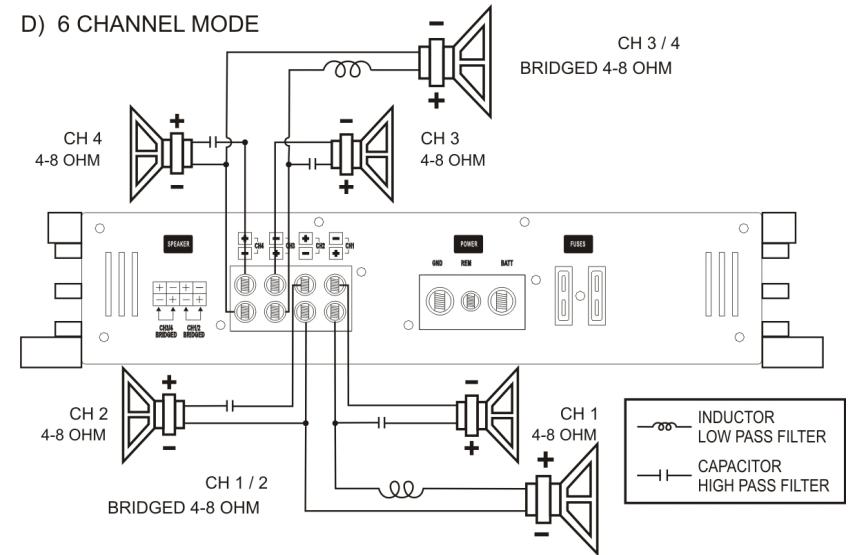 D) 6 CHANNEL MODE
CH 3 / 4
BRIDGED 4-8 OHM
−
+
CH 4
4-8 OHM
+
−
−
+
CH 3
4-8 OHM
SPEAKER
+ − + −
− + − +
CH4 CH3 CH2 CH1
POWER
GND REM BATT
FUSES
+ − + −
− + − +
CH3/4 CH1/2
BRIDGED BRIDGED
CH 2
4-8 OHM
+
−
−
+
CH 1
4-8 OHM
CH 1 / 2
BRIDGED 4-8 OHM
+
−
INDUCTOR
LOW PASS FILTER
CAPACITOR
HIGH PASS FILTER